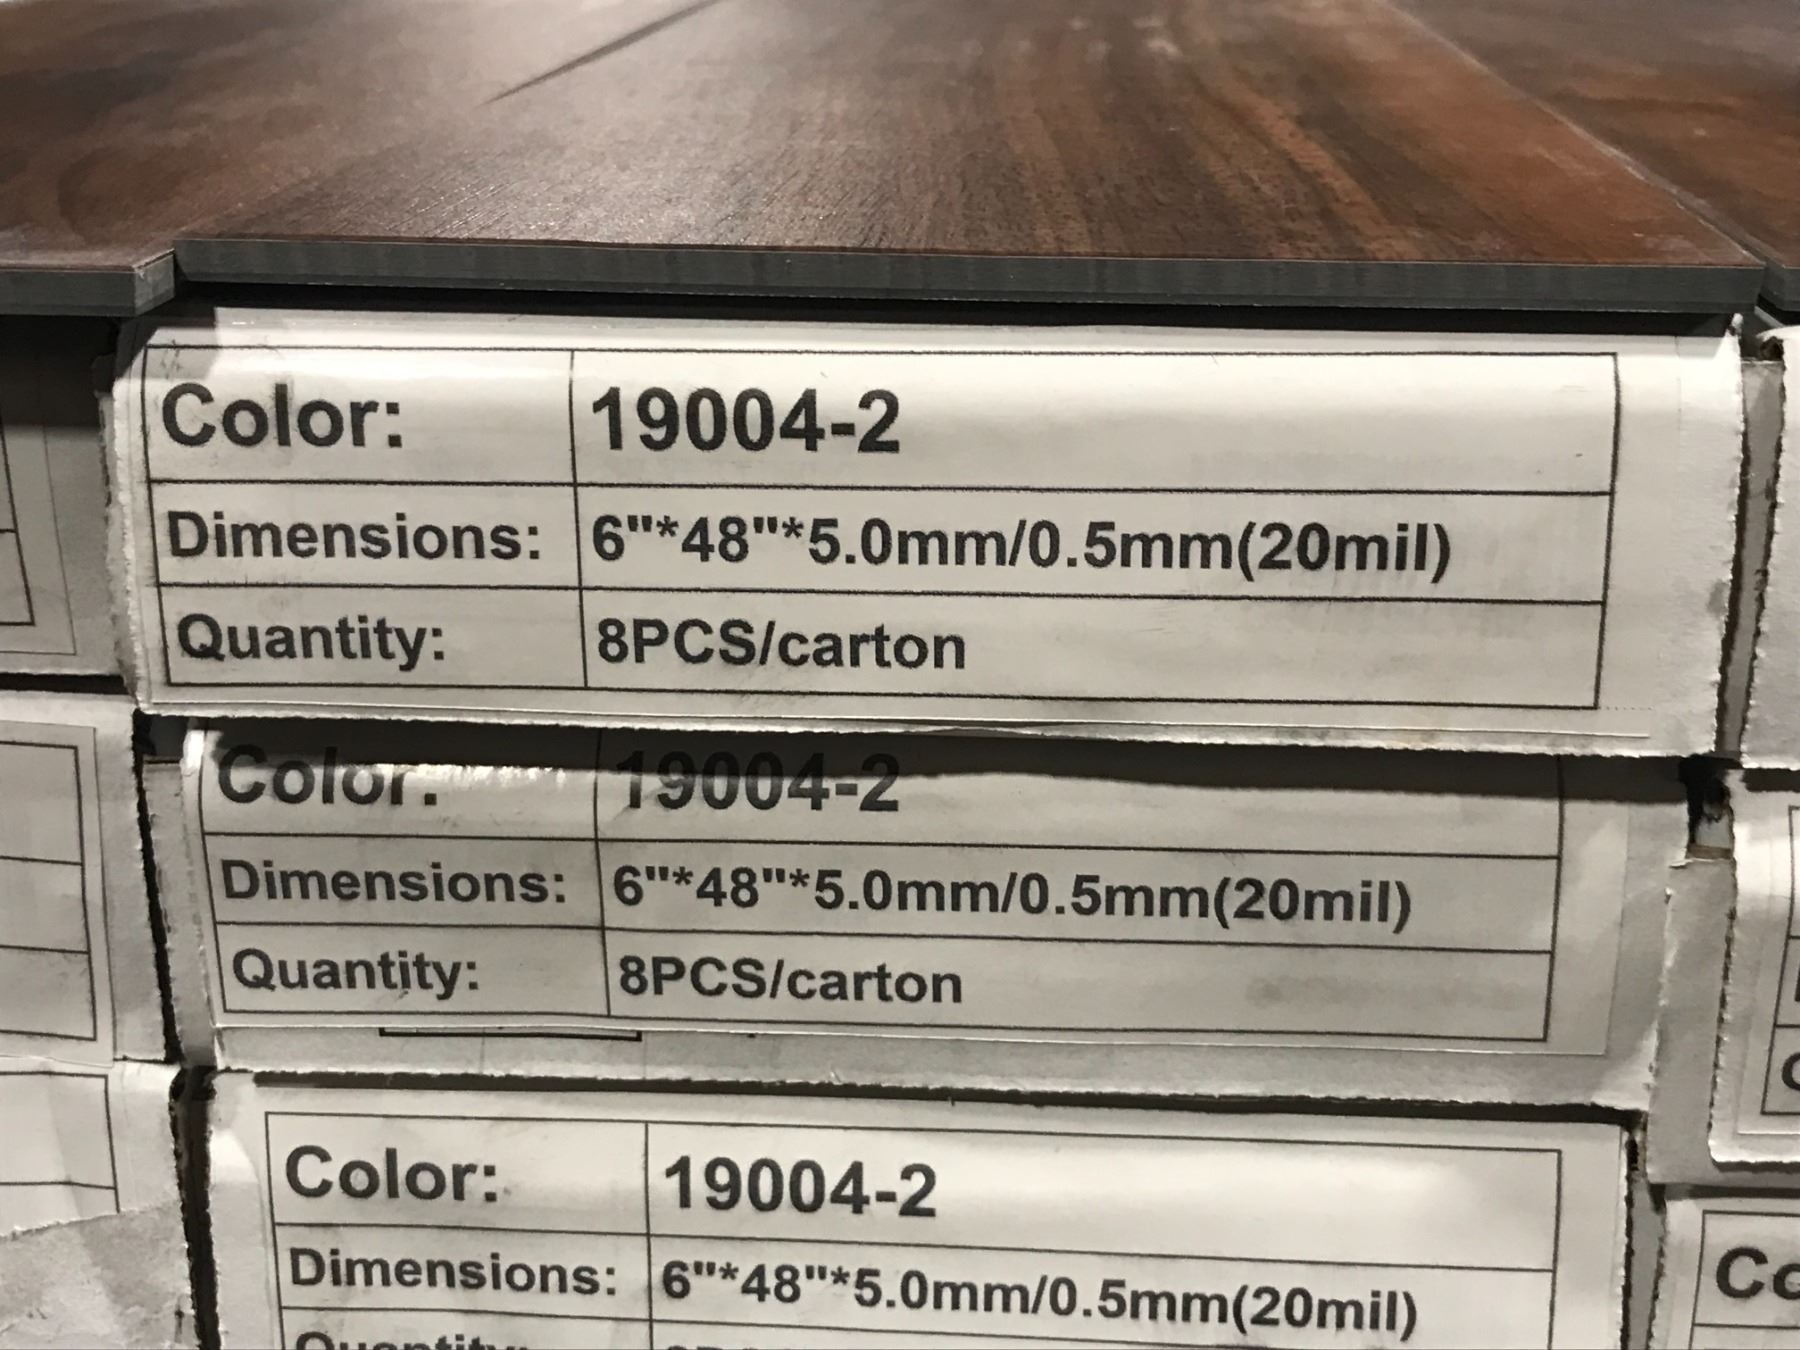 Color: 19004-2
Dimensions: 6"*48"*5.0mm/0.5mm(20mil)
Quantity: 8PCS/carton
Color: 19004-2
Dimensions: 6"*48"*5.0mm/0.5mm(20mil)
Quantity: 8PCS/carton
Color: 19004-2
Dimensions: 6"*48"*5.0mm/0.5mm(20mil)
Quantity: